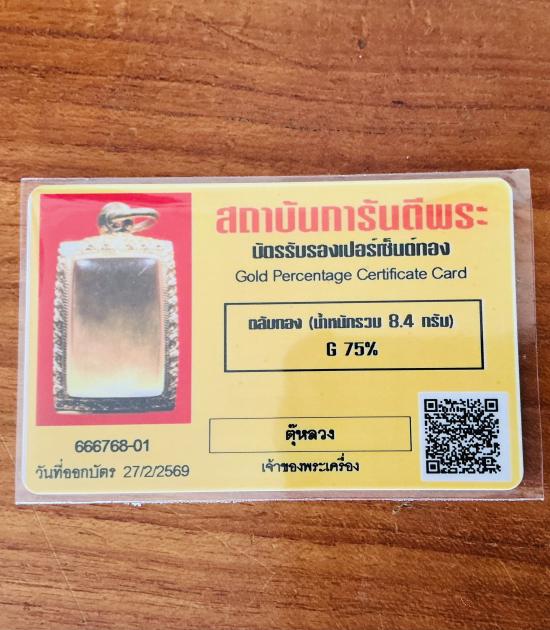 สถาบันการันตีพระ
บัตรรับรองเปอร์เซ็นต์ทอง
Gold Percentage Certificate Card
ตลับทอง (น้ำหนักรวม 8.4 กรัม)
G 75%
ตุ๊หลวง
เจ้าของพระเครื่อง
666768-01
วันที่ออกบัตร 27/2/2569